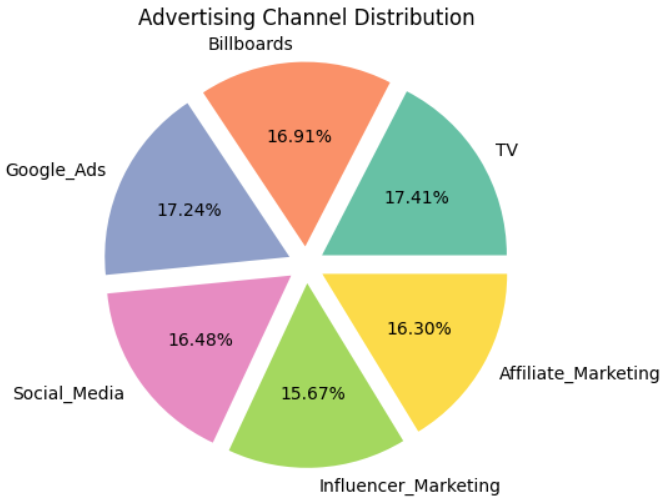 Advertising Channel Distribution
Billboards
16.91%
TV
17.41%
Google_Ads
17.24%
Social_Media
16.48%
Influencer_Marketing
15.67%
Affiliate_Marketing
16.30%